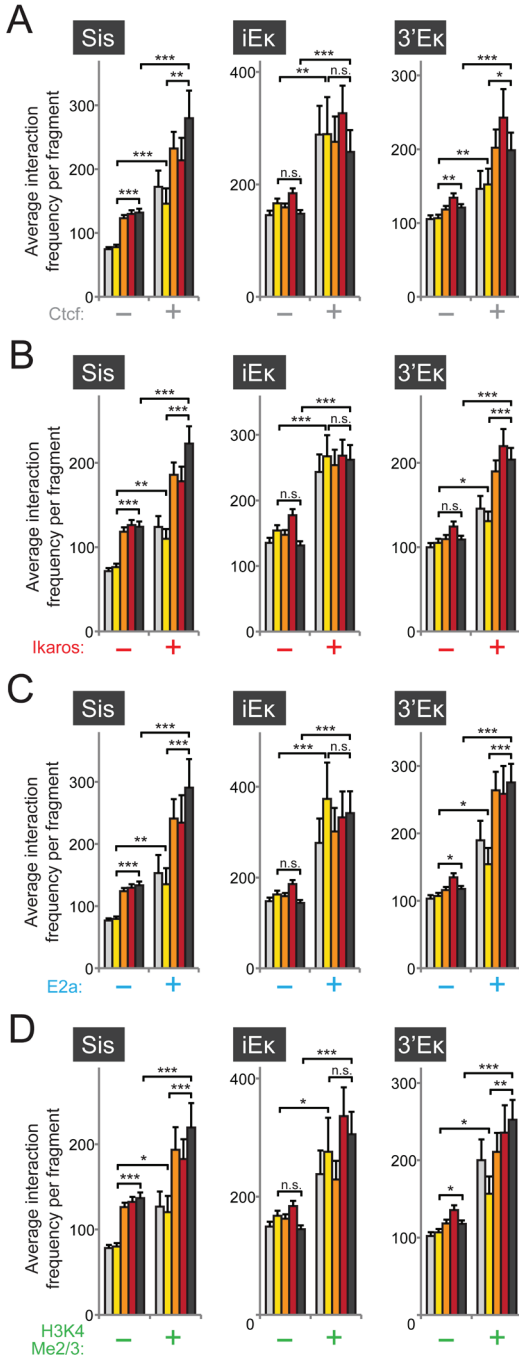 A
Sis
iEκ
3'Eκ
Average interaction
frequency per fragment
300
200
100
0
***
**
***
***
400
200
0
***
**
n.s.
n.s.
300
200
100
0
***
*
**
**
Ctcf:
− +
− +
− +
B
Sis
iEκ
3'Eκ
Average interaction
frequency per fragment
200
100
0
***
***
**
***
300
200
100
0
***
***
n.s.
n.s.
200
100
0
***
***
*
n.s.
Ikaros:
− +
− +
− +
C
Sis
iEκ
3'Eκ
Average interaction
frequency per fragment
300
200
100
0
***
***
**
***
400
200
0
***
***
n.s.
n.s.
300
200
100
0
***
***
*
*
E2a:
− +
− +
− +
D
Sis
iEκ
3'Eκ
Average interaction
frequency per fragment
200
100
0
***
***
*
***
400
200
0
***
n.s.
*
n.s.
300
200
100
0
***
**
*
*
H3K4
Me2/3:
− +
− +
− +